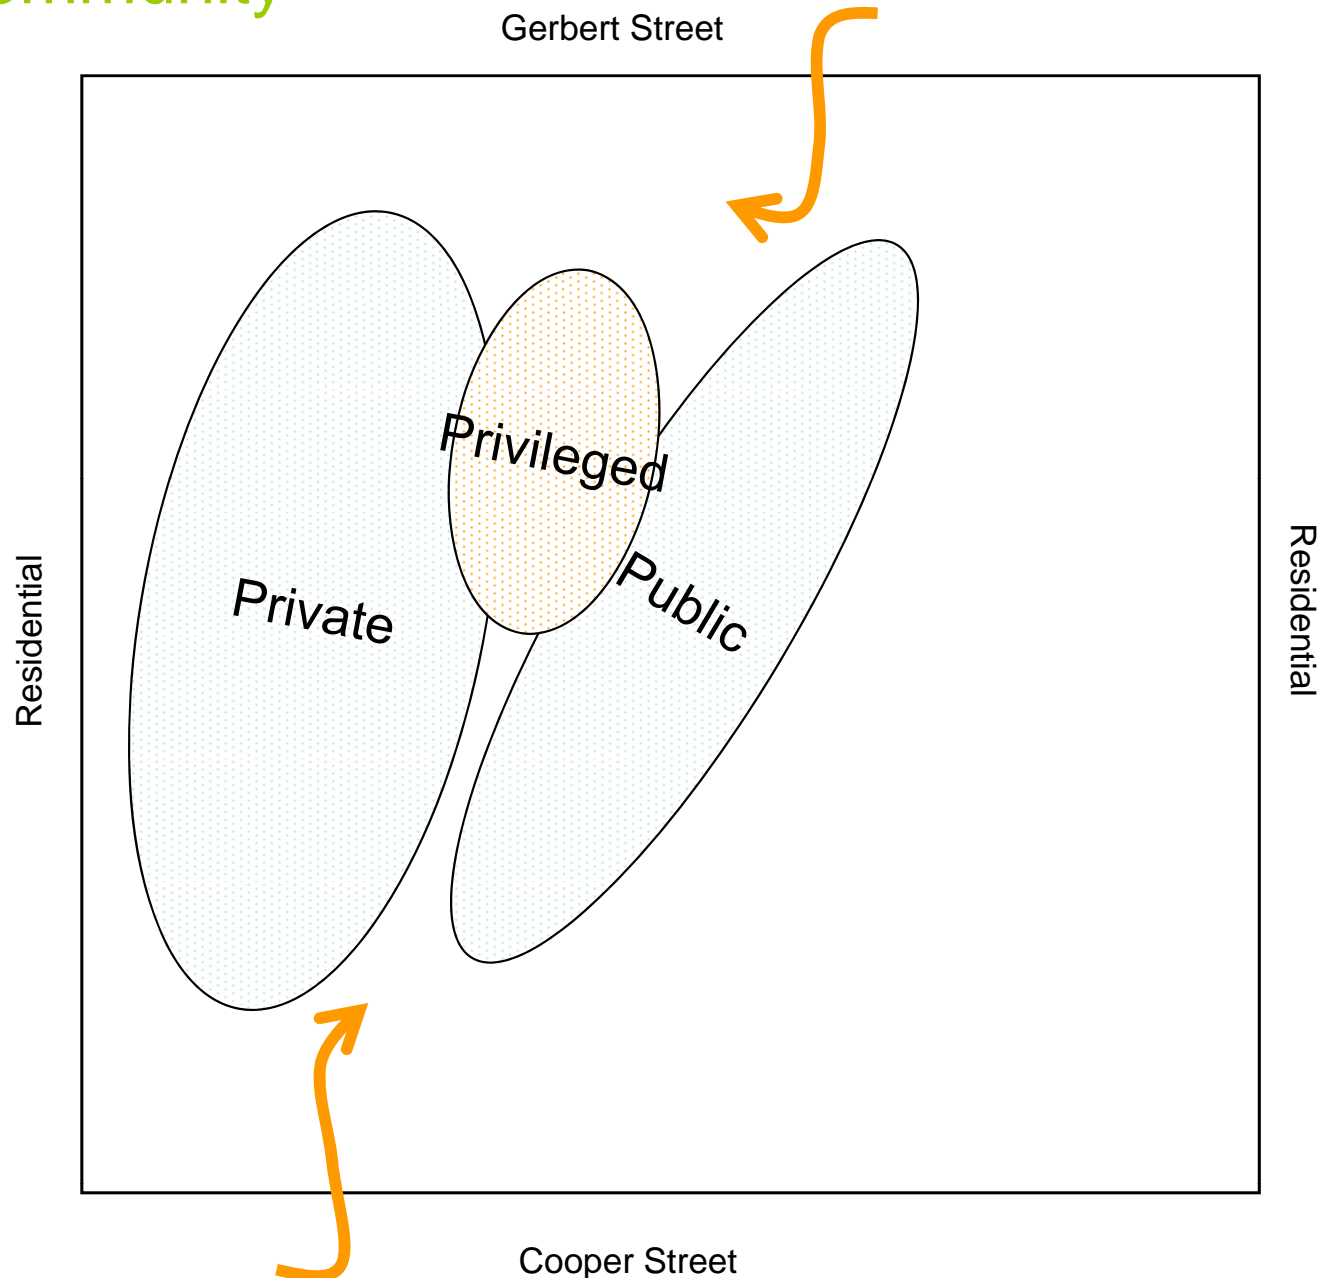 Gerbert Street
Privileged
Public
Private
Residential
Residential
Cooper Street